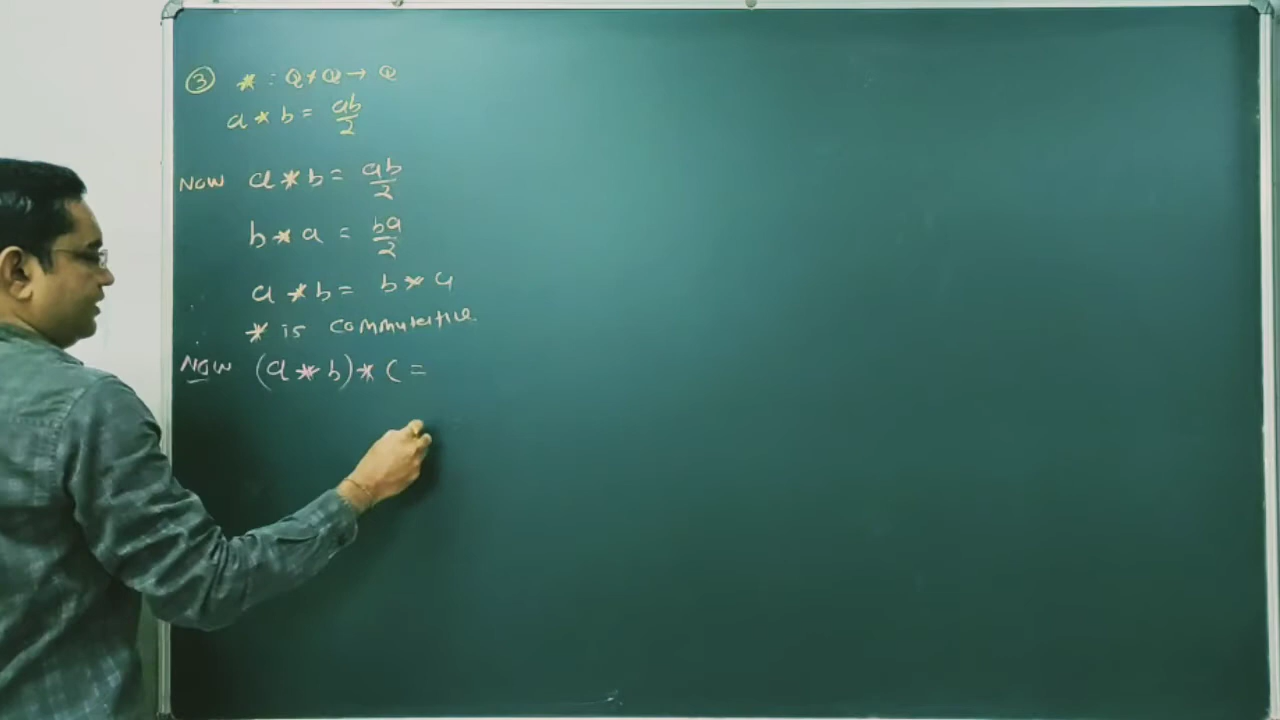 ③ * : Q * Q → Q
a * b = ab/2
Now a * b = ab/2
b * a = ba/2
a * b = b * a
* is commutative
Now (a * b) * c =